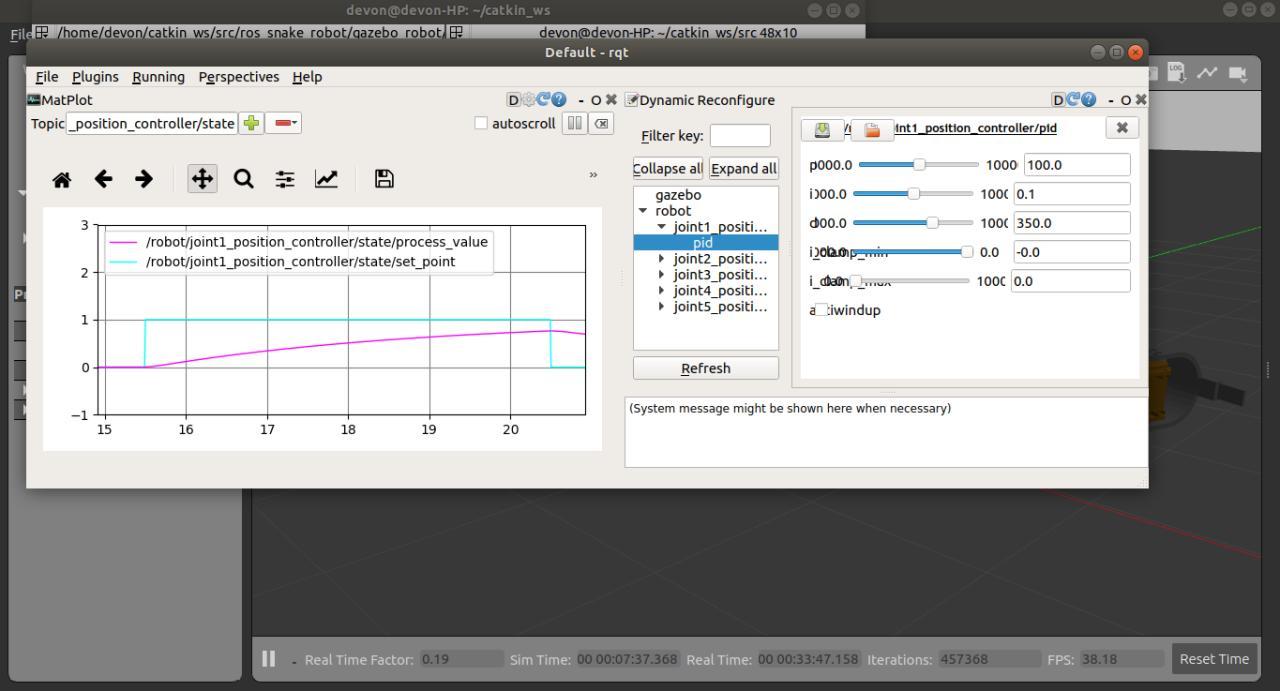 devon@devon-HP: ~/catkin_ws
/home/devon/catkin_ws/src/ros_snake_robot/gazebo_robot/
devon@devon-HP: ~/catkin_ws/src 48x10
File
Default - rqt
File Plugins Running Perspectives Help
MatPlot
D
- O
Dynamic Reconfigure
D
- O
Topic _position_controller/state
autoscroll
Filter key:
Collapse all
Expand all
gazebo
robot
joint1_positi...
pid
joint2_positi...
joint3_positi...
joint4_positi...
joint5_positi...
Refresh
int1_position_controller/pid
p 000.0 1000 100.0
i 000.0 1000 0.1
d 000.0 1000 350.0
i_clamp_min 0.0 -0.0
i_clamp_max 0.0 1000 0.0
antiwindup
(System message might be shown here when necessary)
/robot/joint1_position_controller/state/process_value
/robot/joint1_position_controller/state/set_point
3
2
1
0
−1
15 16 17 18 19 20
LOG
Real Time Factor: 0.19 Sim Time: 00 00:07:37.368 Real Time: 00 00:33:47.158 Iterations: 457368 FPS: 38.18 Reset Time